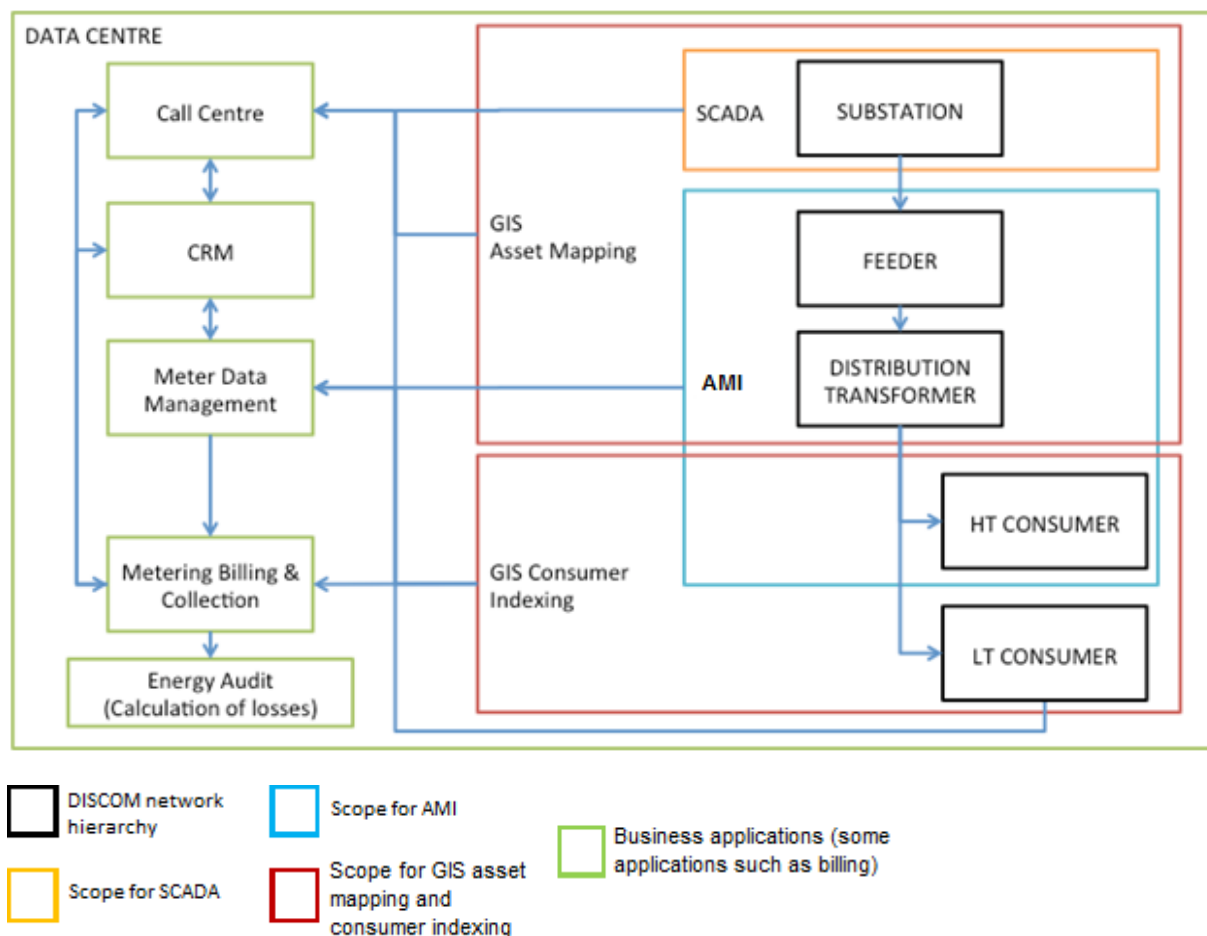 DATA CENTRE
Call Centre
CRM
Meter Data
Management
Metering Billing &
Collection
Energy Audit
(Calculation of losses)
SCADA
SUBSTATION
GIS
Asset Mapping
FEEDER
AMI
DISTRIBUTION
TRANSFORMER
GIS Consumer
Indexing
HT CONSUMER
LT CONSUMER
DISCOM network
hierarchy
Scope for AMI
Business applications (some
applications such as billing)
Scope for SCADA
Scope for GIS asset
mapping and
consumer indexing